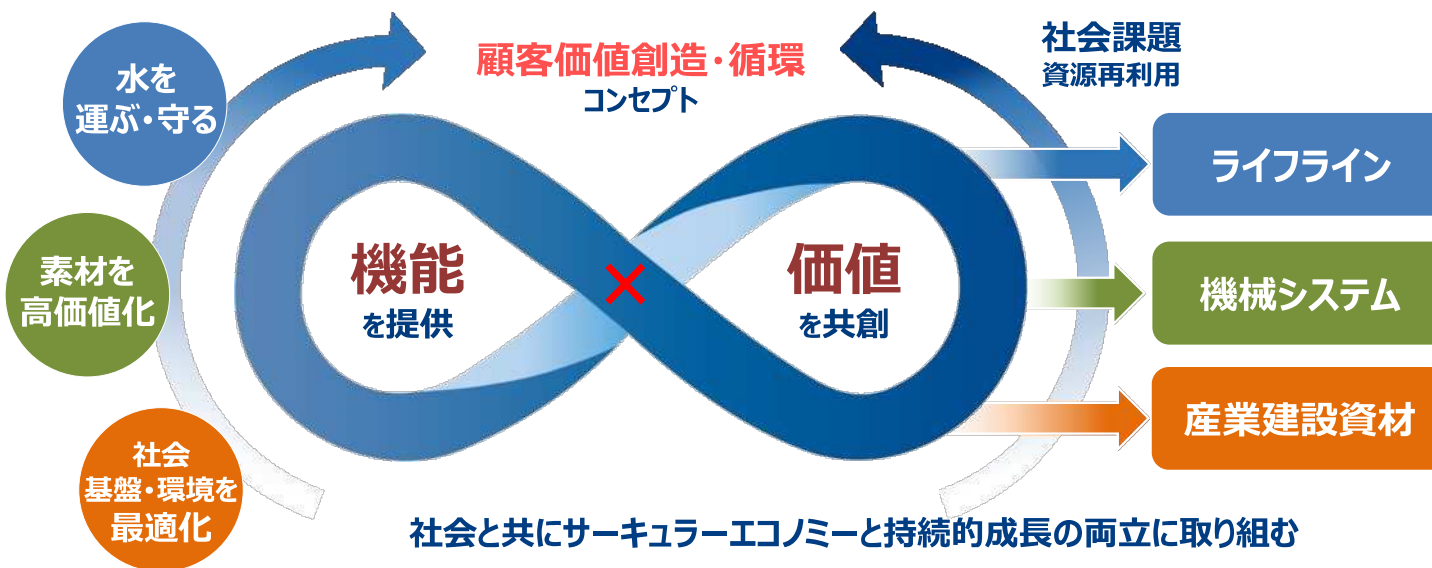 顧客価値創造・循環
コンセプト
社会課題
資源再利用
水を
運ぶ・守る
素材を
高価値化
社会
基盤・環境を
最適化
機能
を提供
×
価値
を共創
ライフライン
機械システム
産業建設資材
社会と共にサーキュラーエコノミーと持続的成長の両立に取り組む